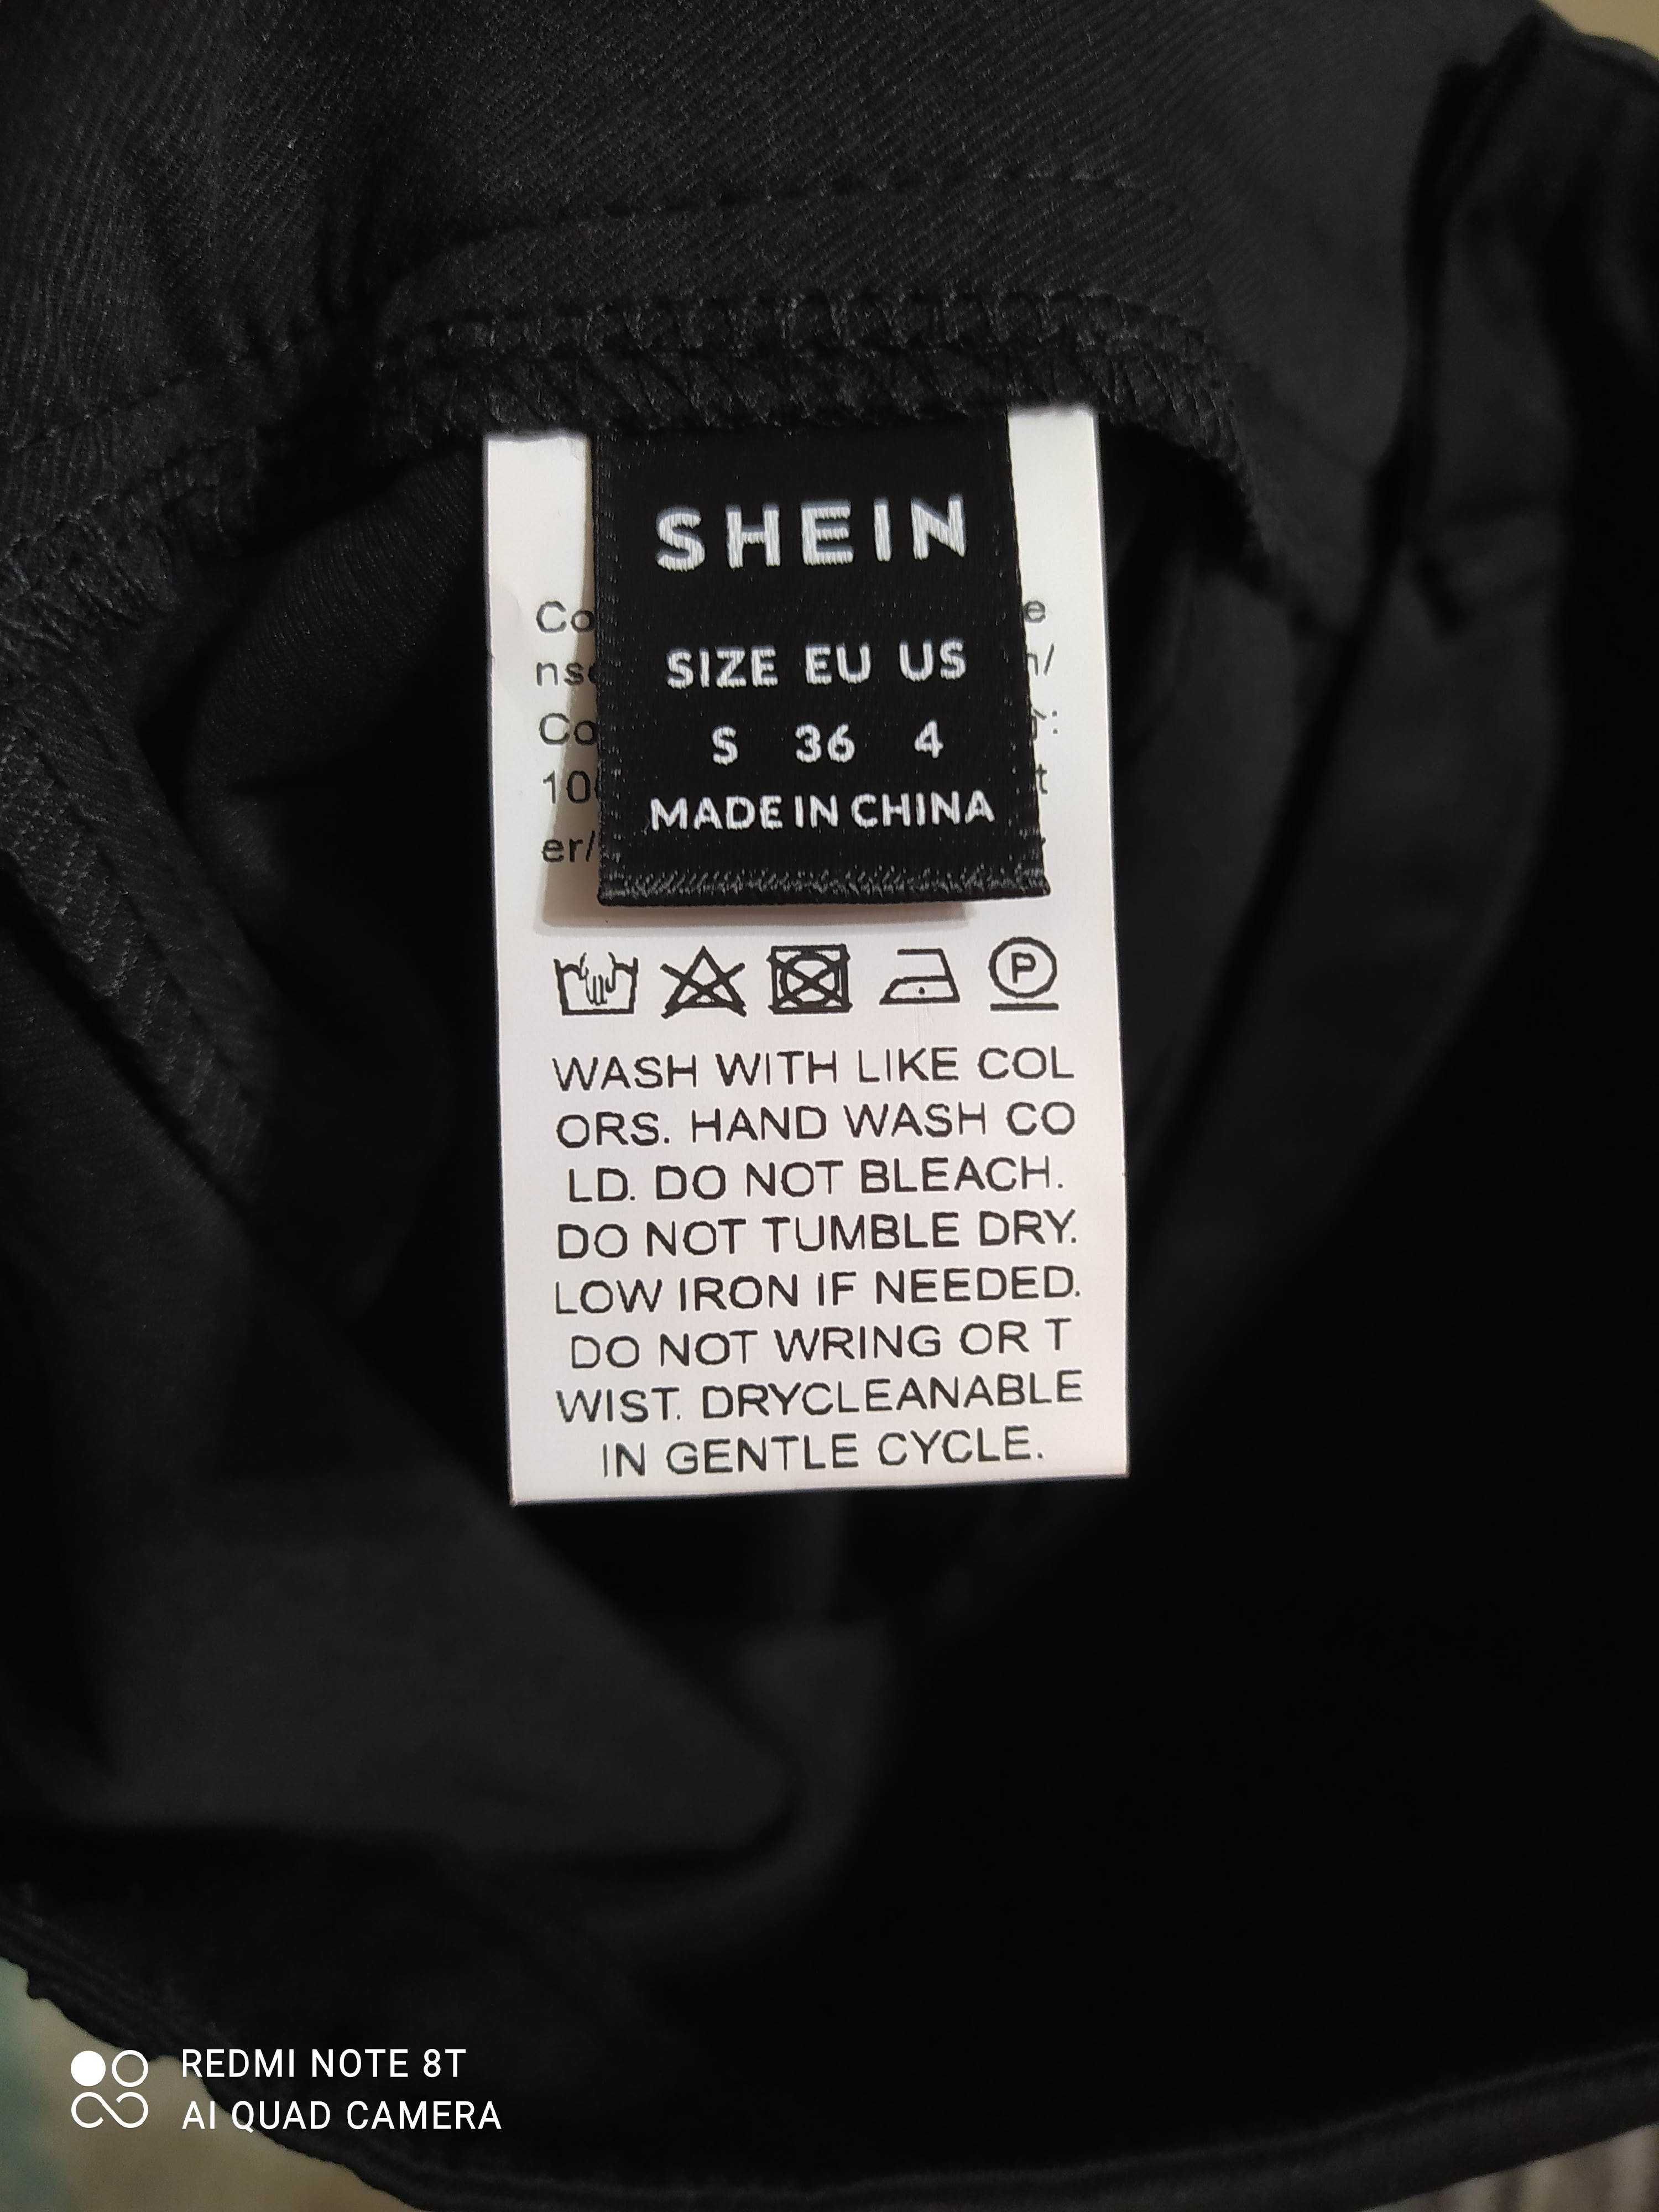 SHEIN
SIZE EU US
S 36 4
MADE IN CHINA
P
WASH WITH LIKE COL
ORS. HAND WASH CO
LD. DO NOT BLEACH.
DO NOT TUMBLE DRY.
LOW IRON IF NEEDED.
DO NOT WRING OR T
WIST. DRYCLEANABLE
IN GENTLE CYCLE.
REDMI NOTE 8T
AI QUAD CAMERA